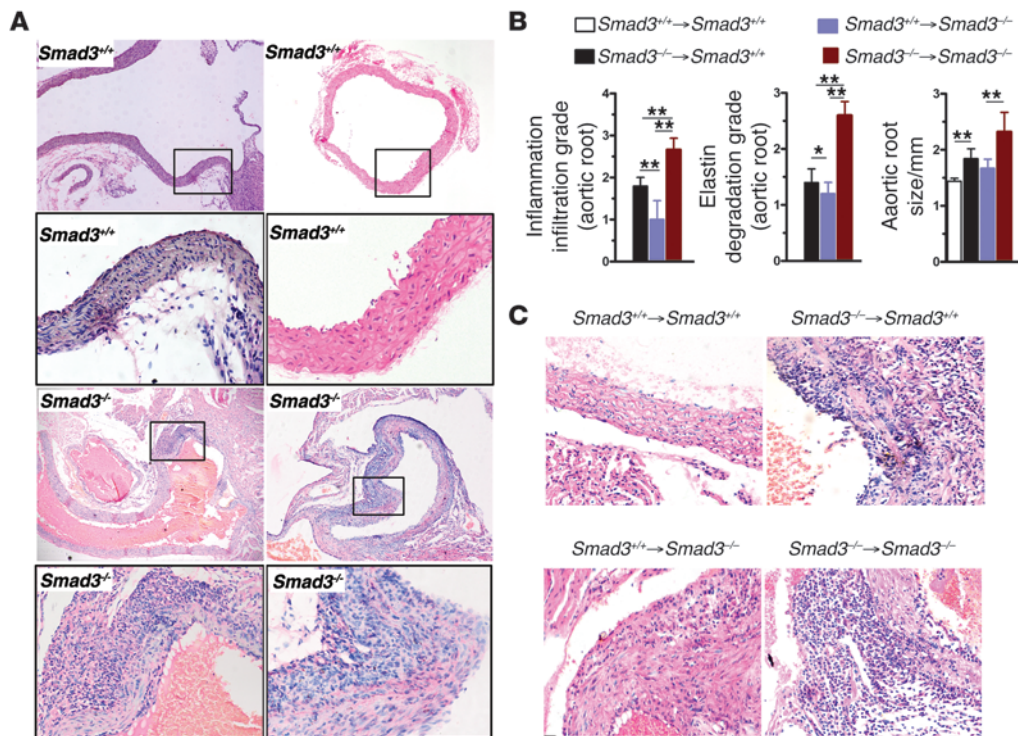 A
Smad3+/+
Smad3+/+
Smad3+/+
Smad3+/+
Smad3-/-
Smad3-/-
Smad3-/-
Smad3-/-
B
Smad3+/+→Smad3+/+
Smad3+/+→Smad3–/–
Smad3–/–→Smad3+/+
Smad3–/–→Smad3–/–
Inflammation
infiltration grade
(aortic root)
4
3
2
1
0
**
**
**
Elastin
degradation grade
(aortic root)
3
2
1
0
**
**
*
Aaortic root
size/mm
3
2
1
0
**
**
C
Smad3+/+→Smad3+/+
Smad3–/–→Smad3+/+
Smad3+/+→Smad3–/–
Smad3–/–→Smad3–/–